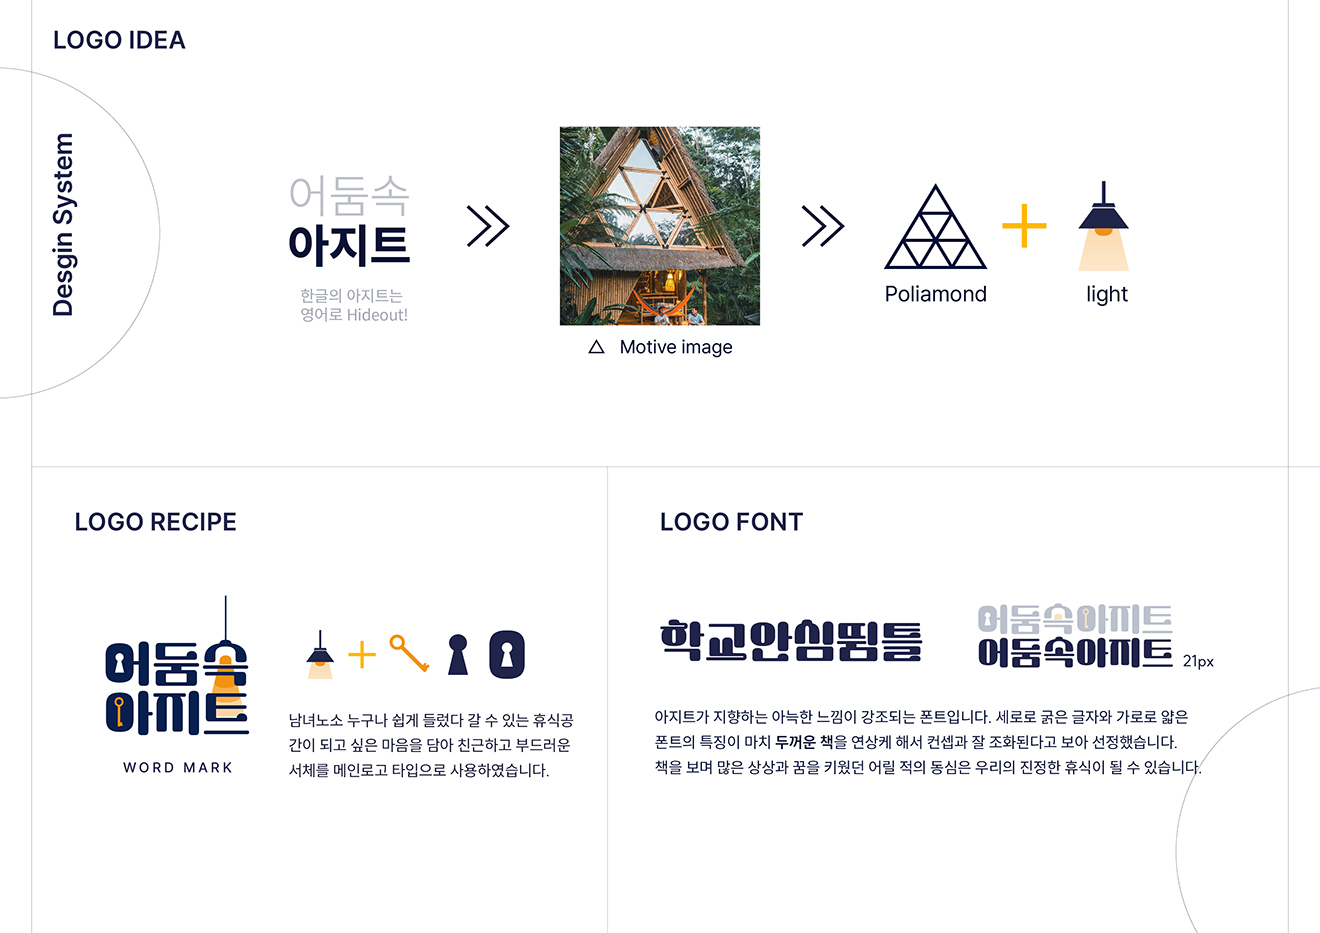 LOGO IDEA
Desgin System
어둠속
아지트
한글의 아지트는
영어로 Hideout!
Motive image
Poliamond
light
LOGO RECIPE
어둠속
아지트
WORD MARK
남녀노소 누구나 쉽게 들렀다 갈 수 있는 휴식공
간이 되고 싶은 마음을 담아 친근하고 부드러운
서체를 메인로고 타입으로 사용하였습니다.
LOGO FONT
학교안심뜀틀
어둠속아지트
어둠속아지트
21px
아지트가 지향하는 아늑한 느낌이 강조되는 폰트입니다. 세로로 굵은 글자와 가로로 얇은
폰트의 특징이 마치 두꺼운 책을 연상케 해서 컨셉과 잘 조화된다고 보아 선정했습니다.
책을 보며 많은 상상과 꿈을 키웠던 어릴 적의 동심은 우리의 진정한 휴식이 될 수 있습니다.